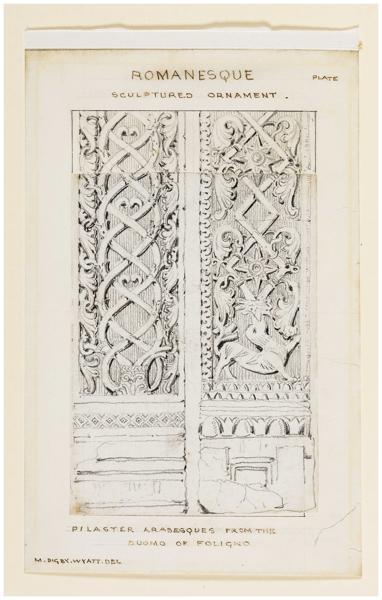 ROMANESQUE
PLATE
SCULPTURED ORNAMENT.
PILASTER ARABESQUES FROM THE
DUOMO OF FOLIGNO
M. DIGBY. WYATT. DEL